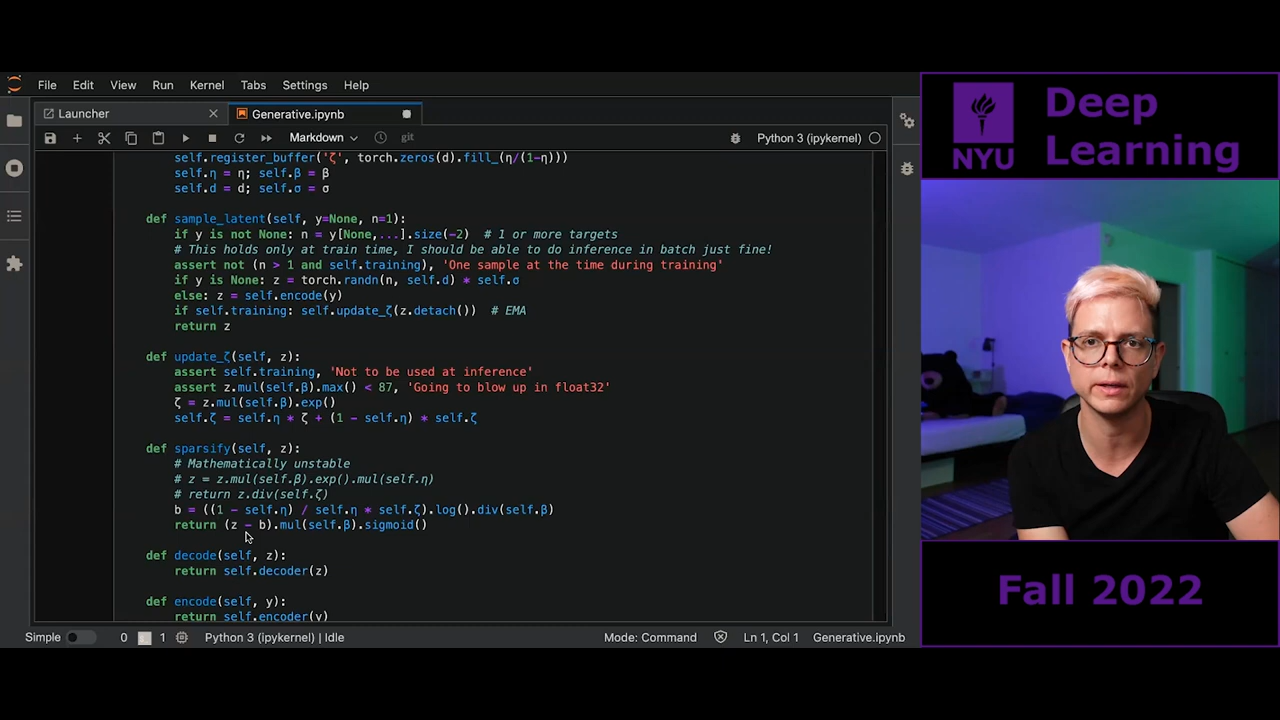 File Edit View Run Kernel Tabs Settings Help
Launcher Generative.ipynb
Markdown git Python 3 (ipykernel)
self.register_buffer('ζ', torch.zeros(d).fill_(η/(1-η)))
self.η = η; self.β = β
self.d = d; self.σ = σ
def sample_latent(self, y=None, n=1):
if y is not None: n = y[None,...].size(-2) # 1 or more targets
# This holds only at train time, I should be able to do inference in batch just fine!
assert not (n > 1 and self.training), 'One sample at the time during training'
if y is None: z = torch.randn(n, self.d) * self.σ
else: z = self.encode(y)
if self.training: self.update_ζ(z.detach()) # EMA
return z
def update_ζ(self, z):
assert self.training, 'Not to be used at inference'
assert z.mul(self.β).max() < 87, 'Going to blow up in float32'
ζ = z.mul(self.β).exp()
self.ζ = self.η * ζ + (1 - self.η) * self.ζ
def sparsify(self, z):
# Mathematically unstable
# z = z.mul(self.β).exp().mul(self.η)
# return z.div(self.ζ)
b = ((1 - self.η) / self.η * self.ζ).log().div(self.β)
return (z - b).mul(self.β).sigmoid()
def decode(self, z):
return self.decoder(z)
def encode(self, y):
return self.encoder(y)
Simple 0 1 Python 3 (ipykernel) | Idle Mode: Command Ln 1, Col 1 Generative.ipynb
NYU
Deep
Learning
Fall 2022